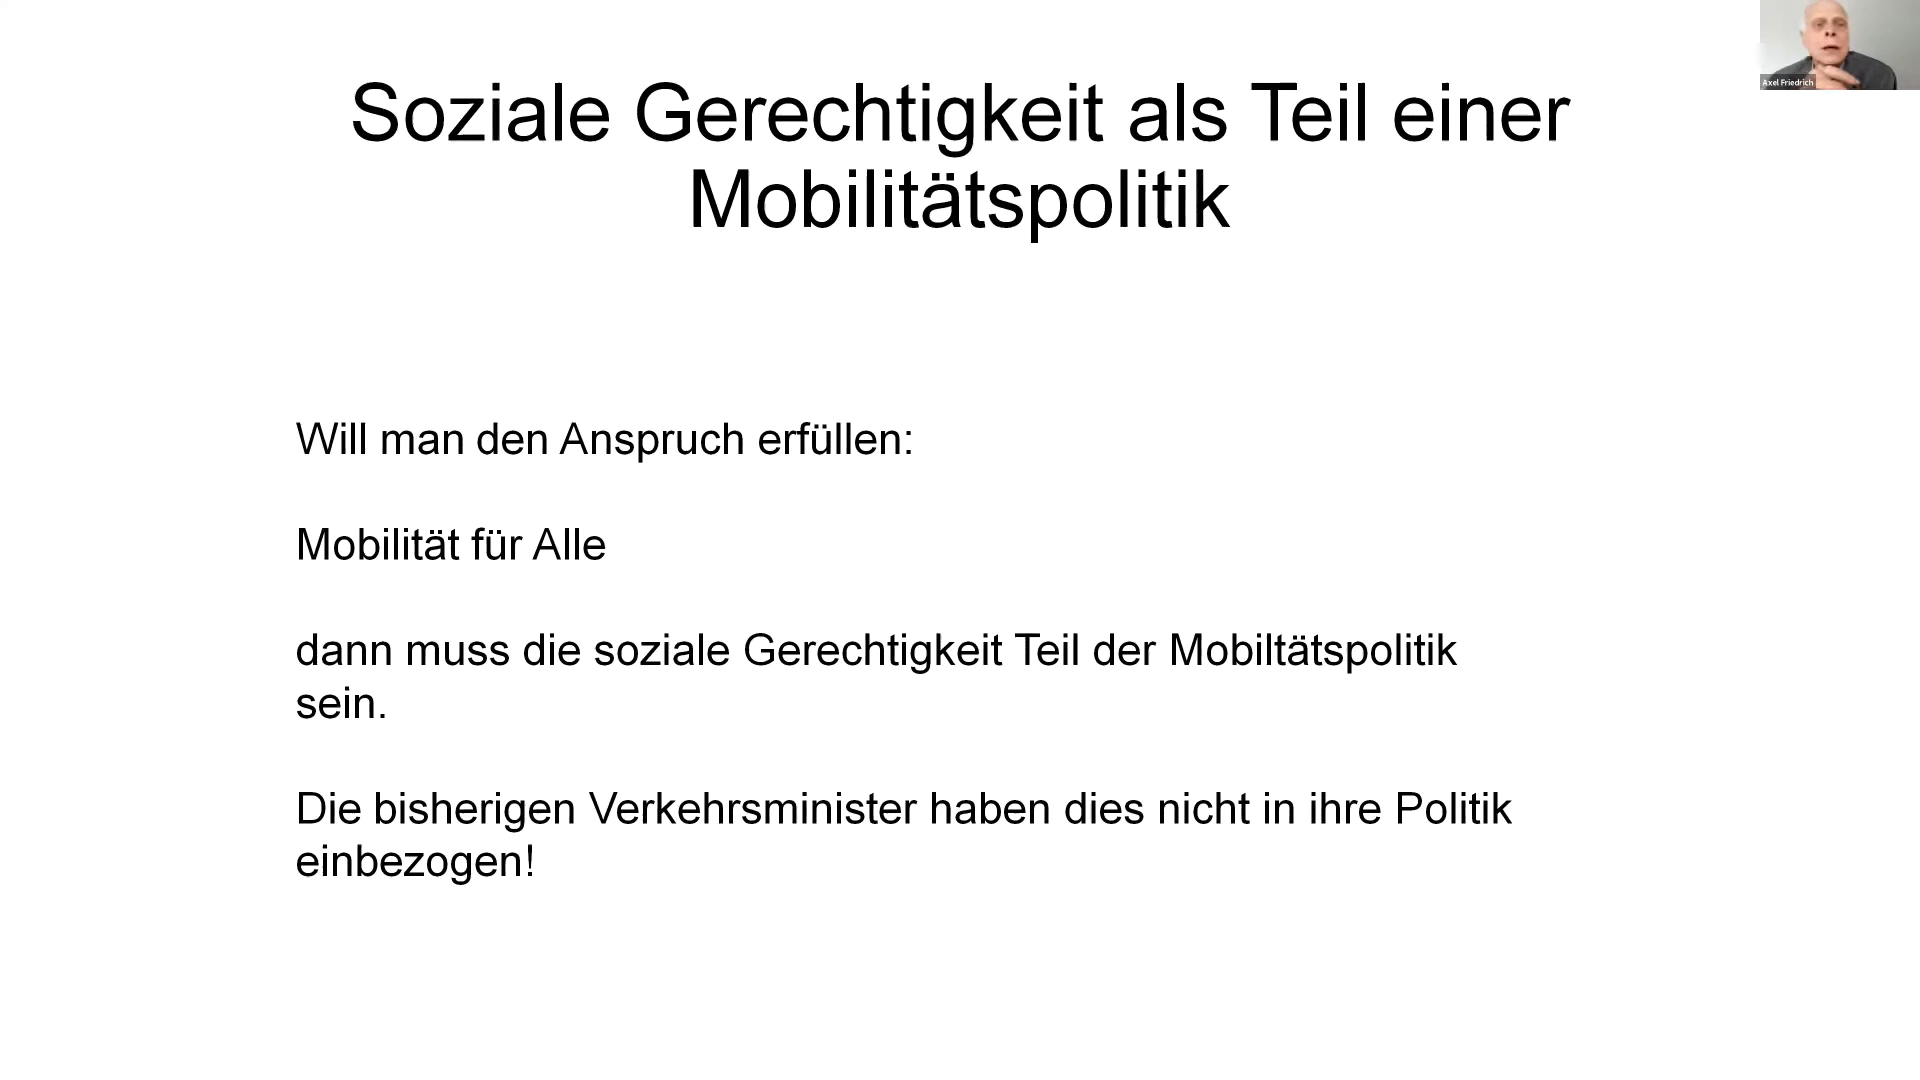 Soziale Gerechtigkeit als Teil einer
Mobilitätspolitik
Axel Friedrich
Will man den Anspruch erfüllen:
Mobilität für Alle
dann muss die soziale Gerechtigkeit Teil der Mobiltätspolitik
sein.
Die bisherigen Verkehrsminister haben dies nicht in ihre Politik
einbezogen!